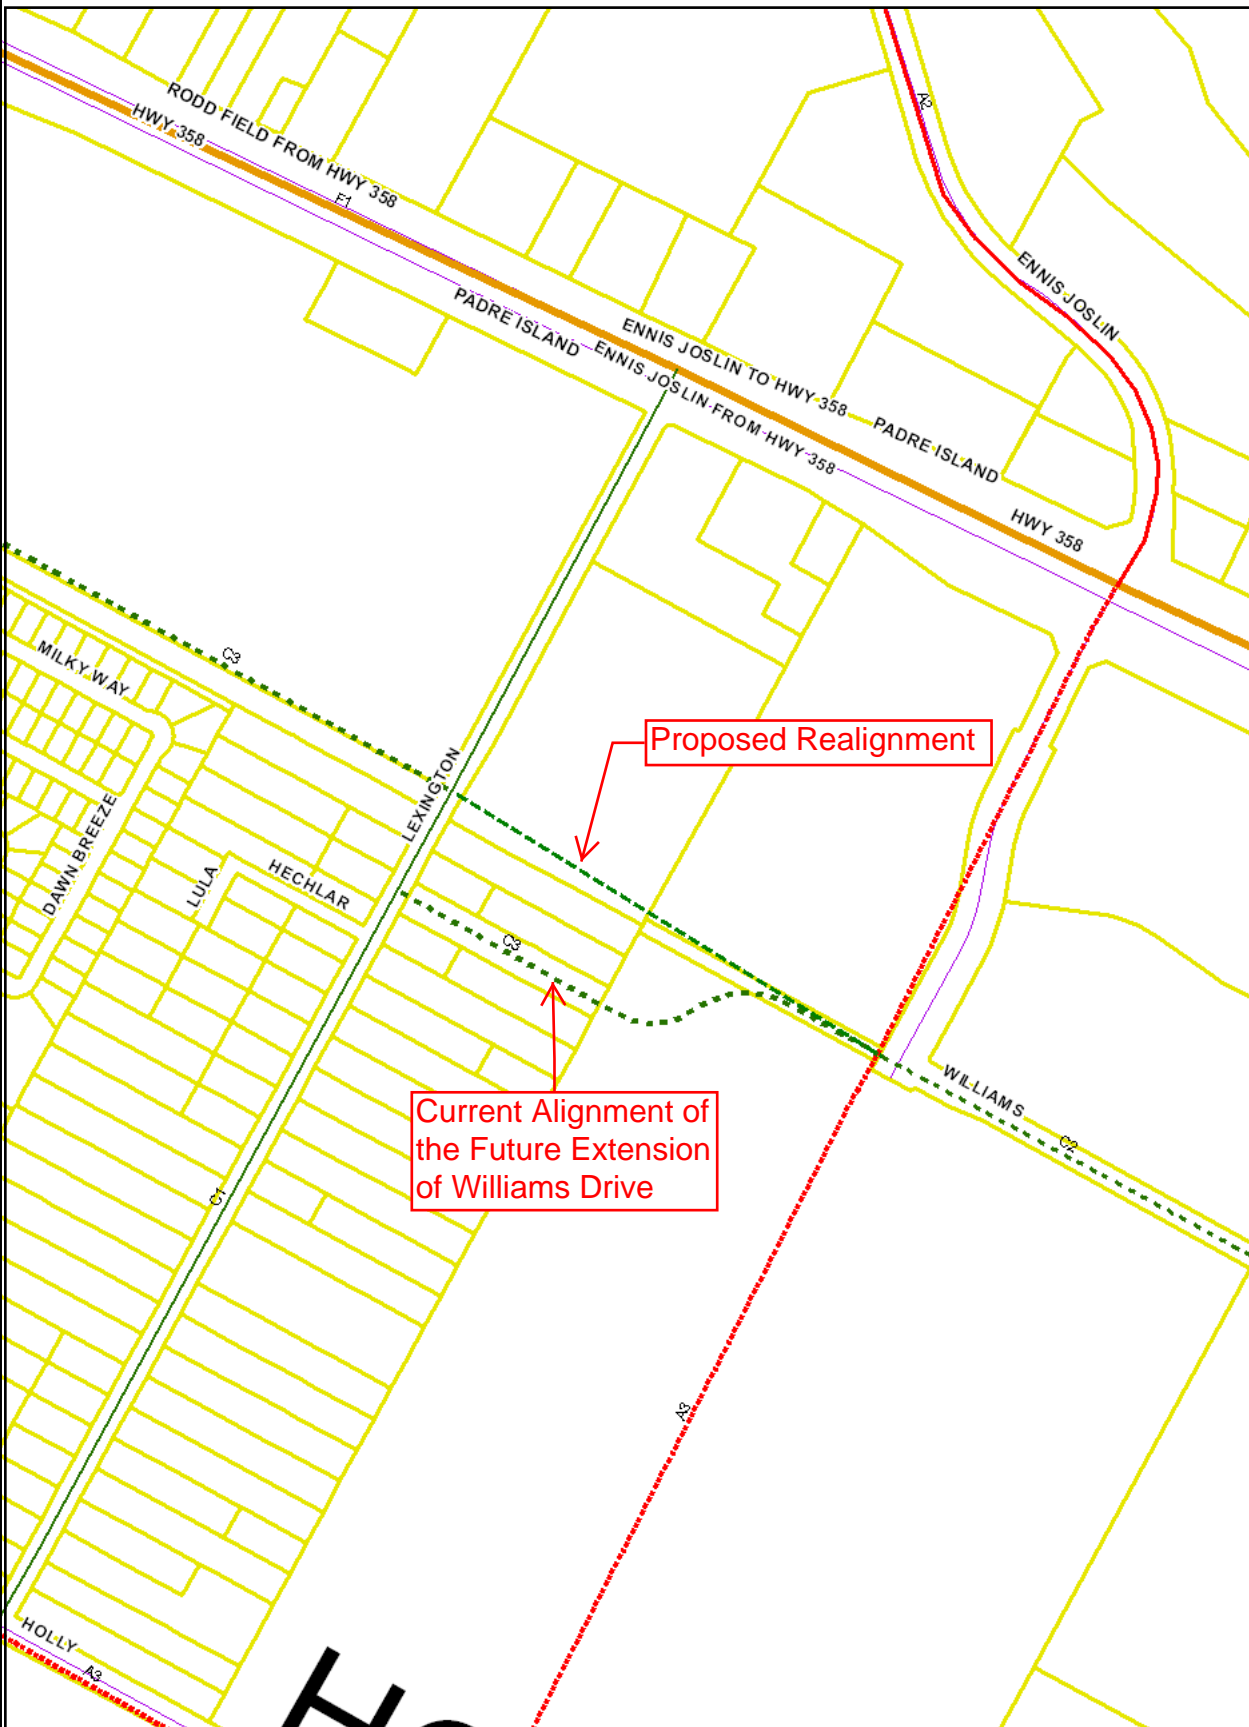 A2
RODD FIELD FROM HWY 358
HWY 358
F1
ENNIS JOSLIN
PADRE ISLAND
ENNIS JOSLIN TO HWY 358
ENNIS JOSLIN FROM HWY 358
PADRE ISLAND
HWY 358
C3
MILKY WAY
Proposed Realignment
LEXINGTON
DAWN BREEZE
LULA
HECHLAR
C3
WILLIAMS
Current Alignment of
the Future Extension
of Williams Drive
C2
C1
A3
HOLLY
A3